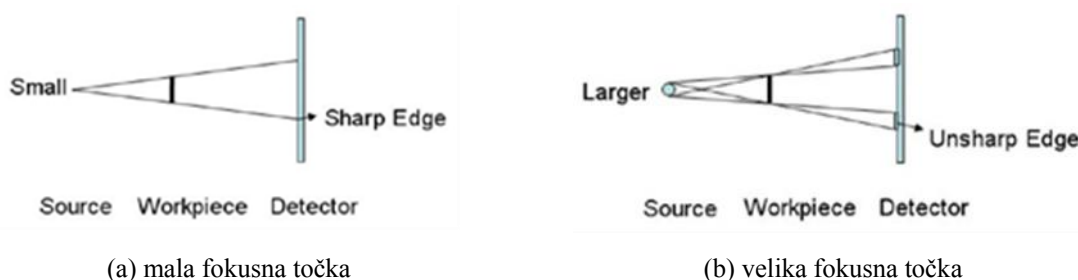 Small
Sharp Edge
Source Workpiece Detector
(a) mala fokusna točka
Larger
Unsharp Edge
Source Workpiece Detector
(b) velika fokusna točka